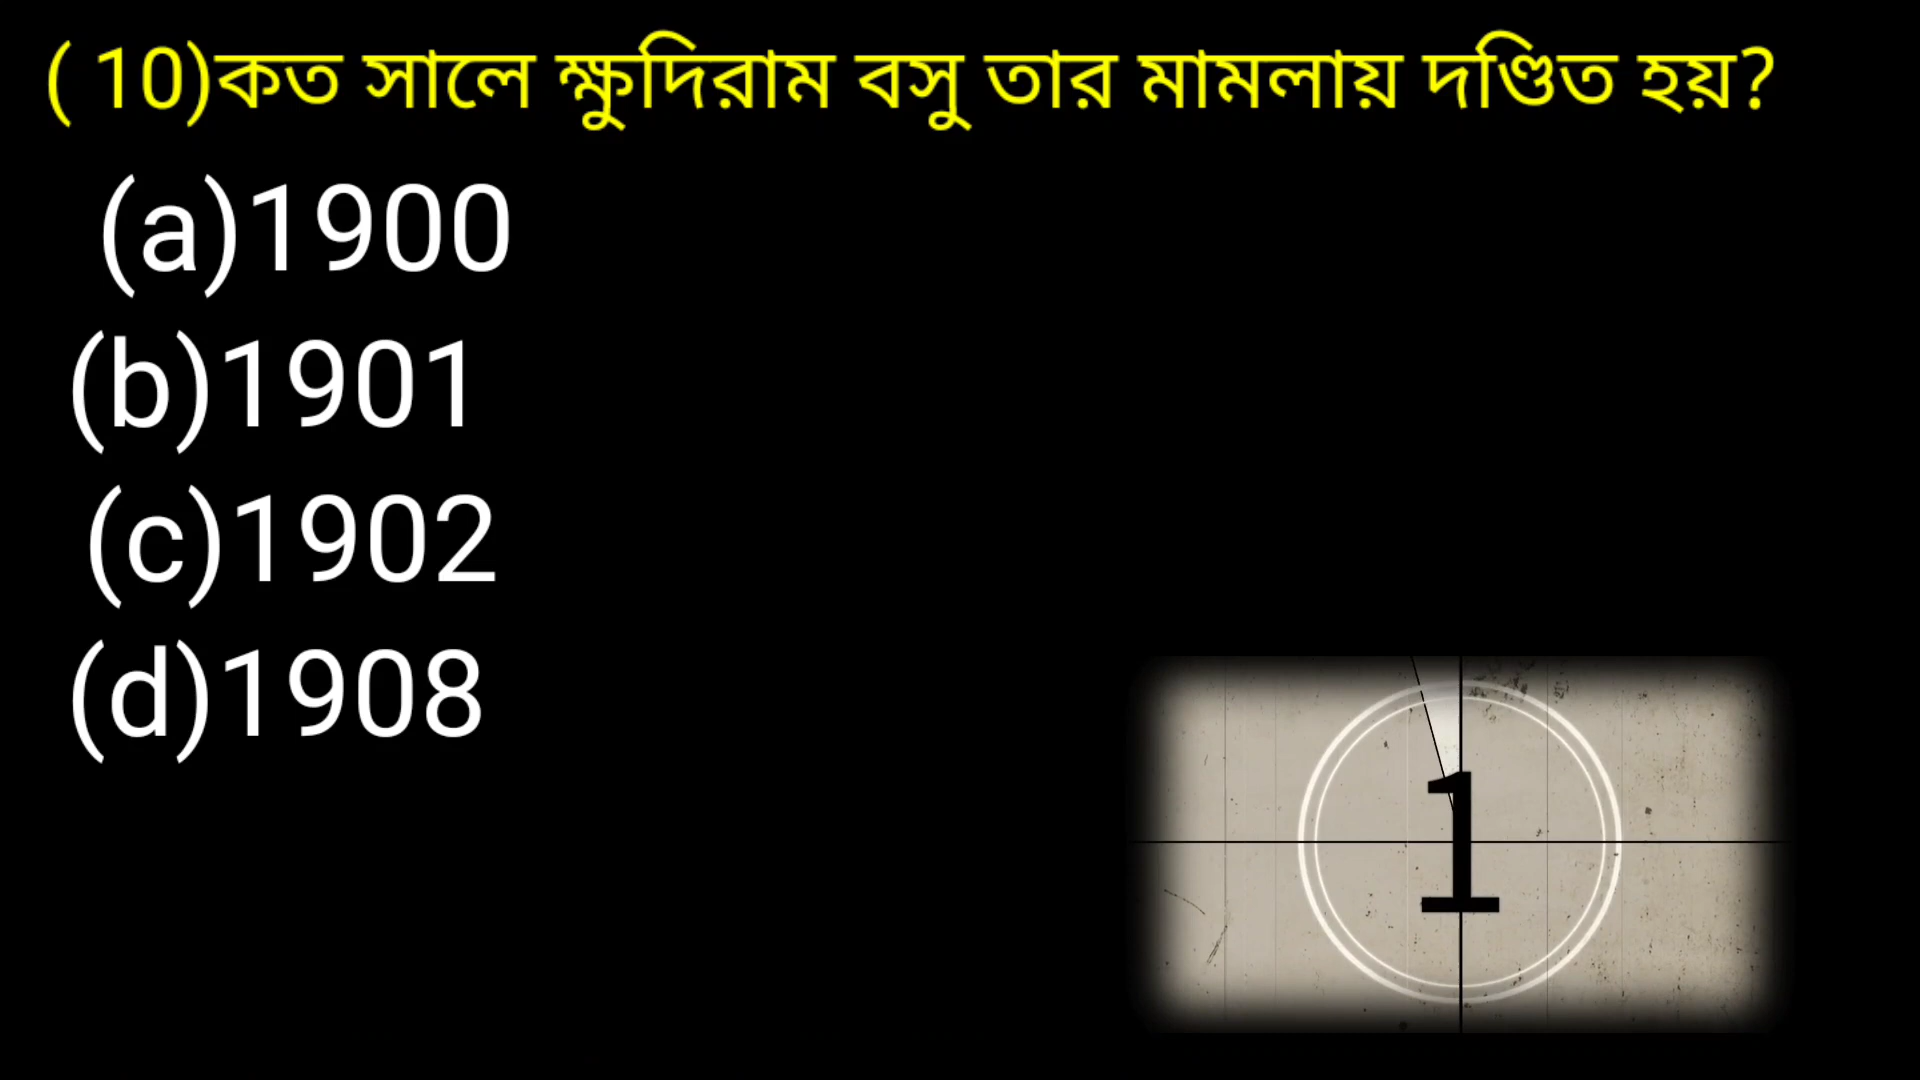 ( 10)কত সালে ক্ষুদিরাম বসু তার মামলায় দণ্ডিত হয়?
(a)1900
(b)1901
(c)1902
(d)1908
1